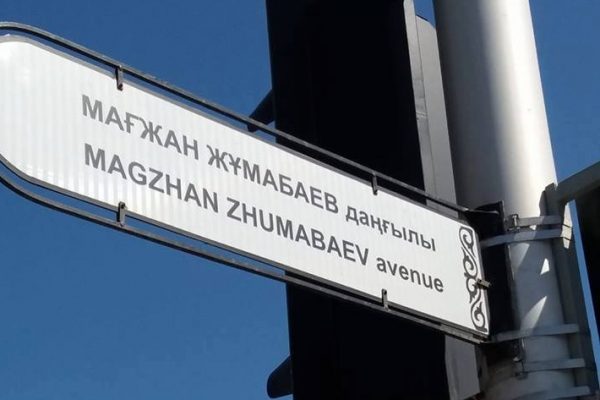 МАҒЖАН ЖҰМАБАЕВ даңғылы
MAGZHAN ZHUMABAEV avenue